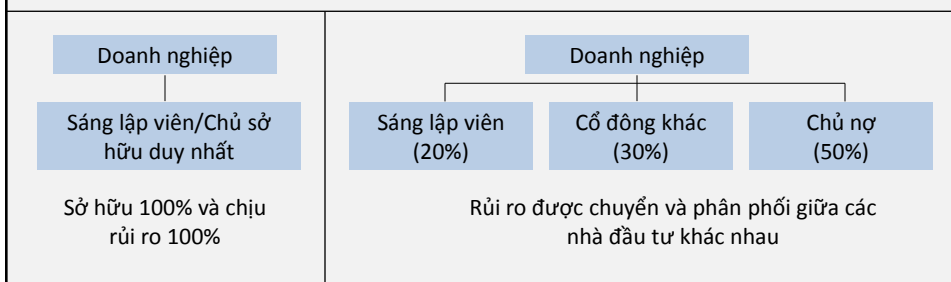 Doanh nghiệp
Sáng lập viên/Chủ sở
hữu duy nhất
Sở hữu 100% và chịu
rủi ro 100%
Doanh nghiệp
Sáng lập viên
(20%)
Cổ đông khác
(30%)
Chủ nợ
(50%)
Rủi ro được chuyển và phân phối giữa các
nhà đầu tư khác nhau